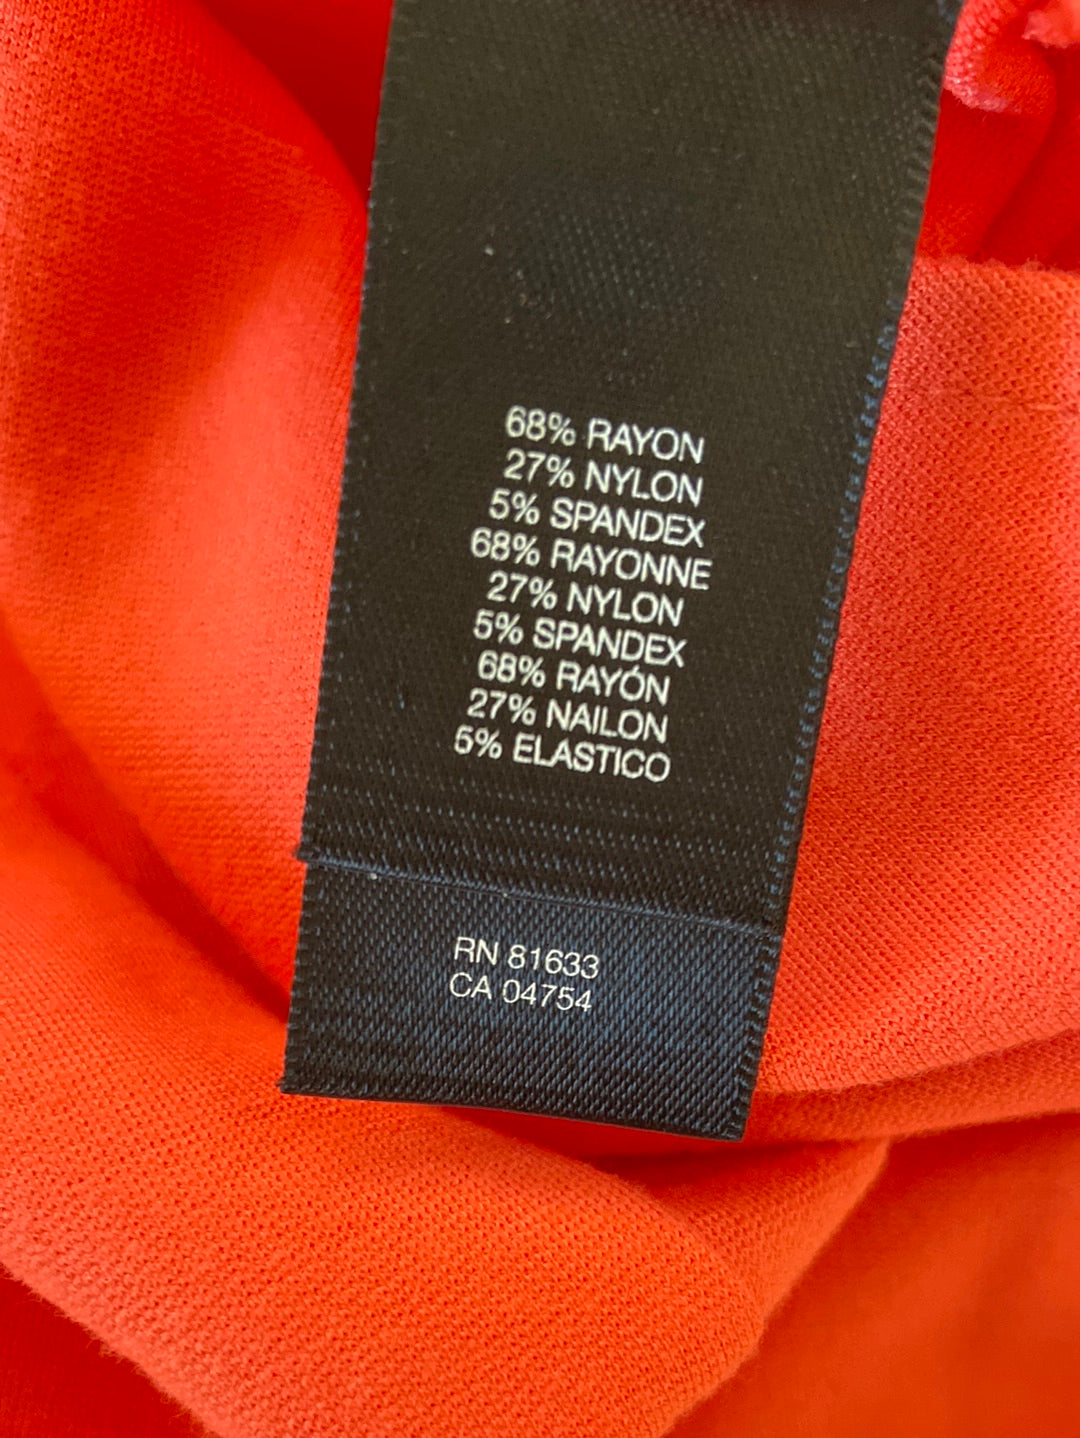 68% RAYON
27% NYLON
5% SPANDEX
68% RAYONNE
27% NYLON
5% SPANDEX
68% RAYÓN
27% NAILON
5% ELASTICO
RN 81633
CA 04754